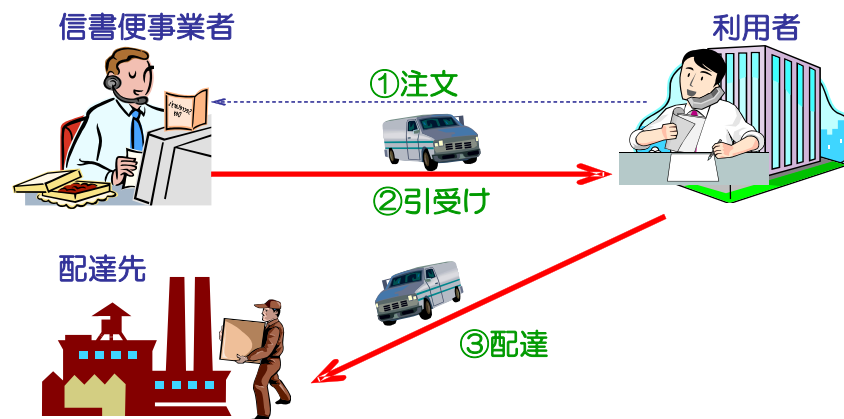 信書便事業者
利用者
①注文
②引受け
配達先
③配達